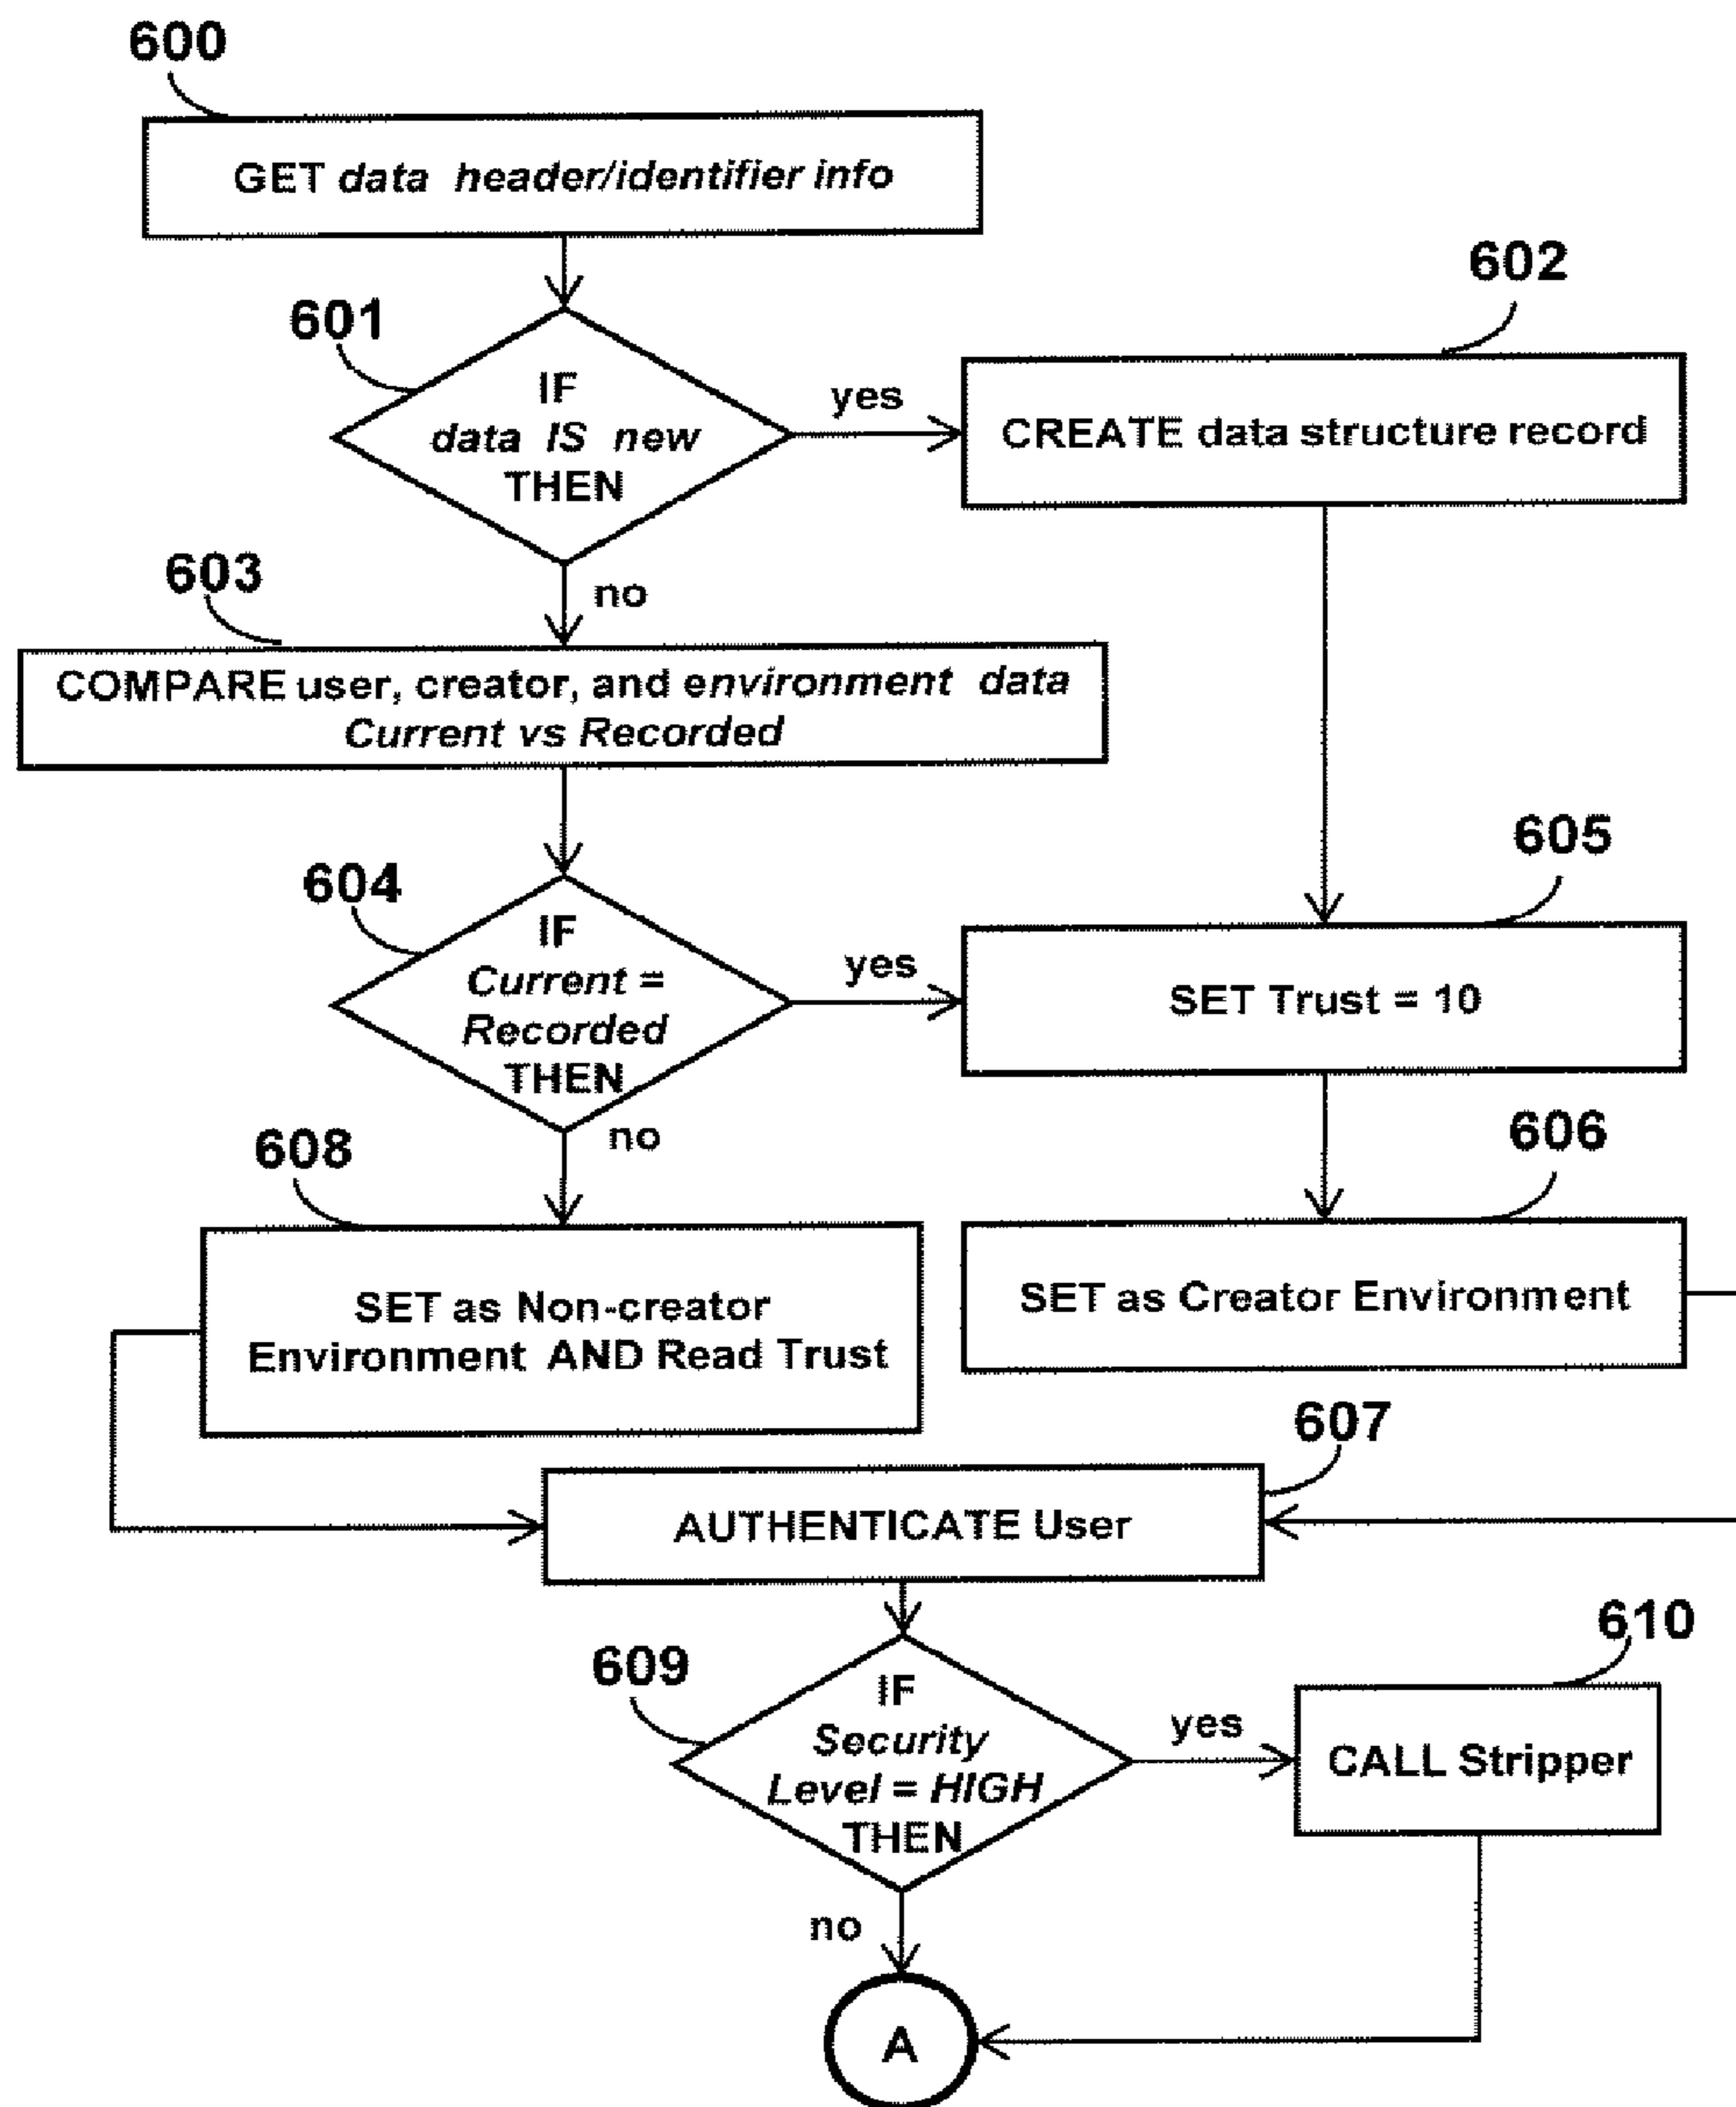 600
GET data header/identifier info
601
IF
data IS new
THEN
yes
602
CREATE data structure record
no
603
COMPARE user, creator, and environment data
Current vs Recorded
604
IF
Current =
Recorded
THEN
yes
605
SET Trust = 10
no
606
SET as Creator Environment
608
SET as Non-creator
Environment AND Read Trust
607
AUTHENTICATE User
609
IF
Security
Level = HIGH
THEN
yes
610
CALL Stripper
no
A